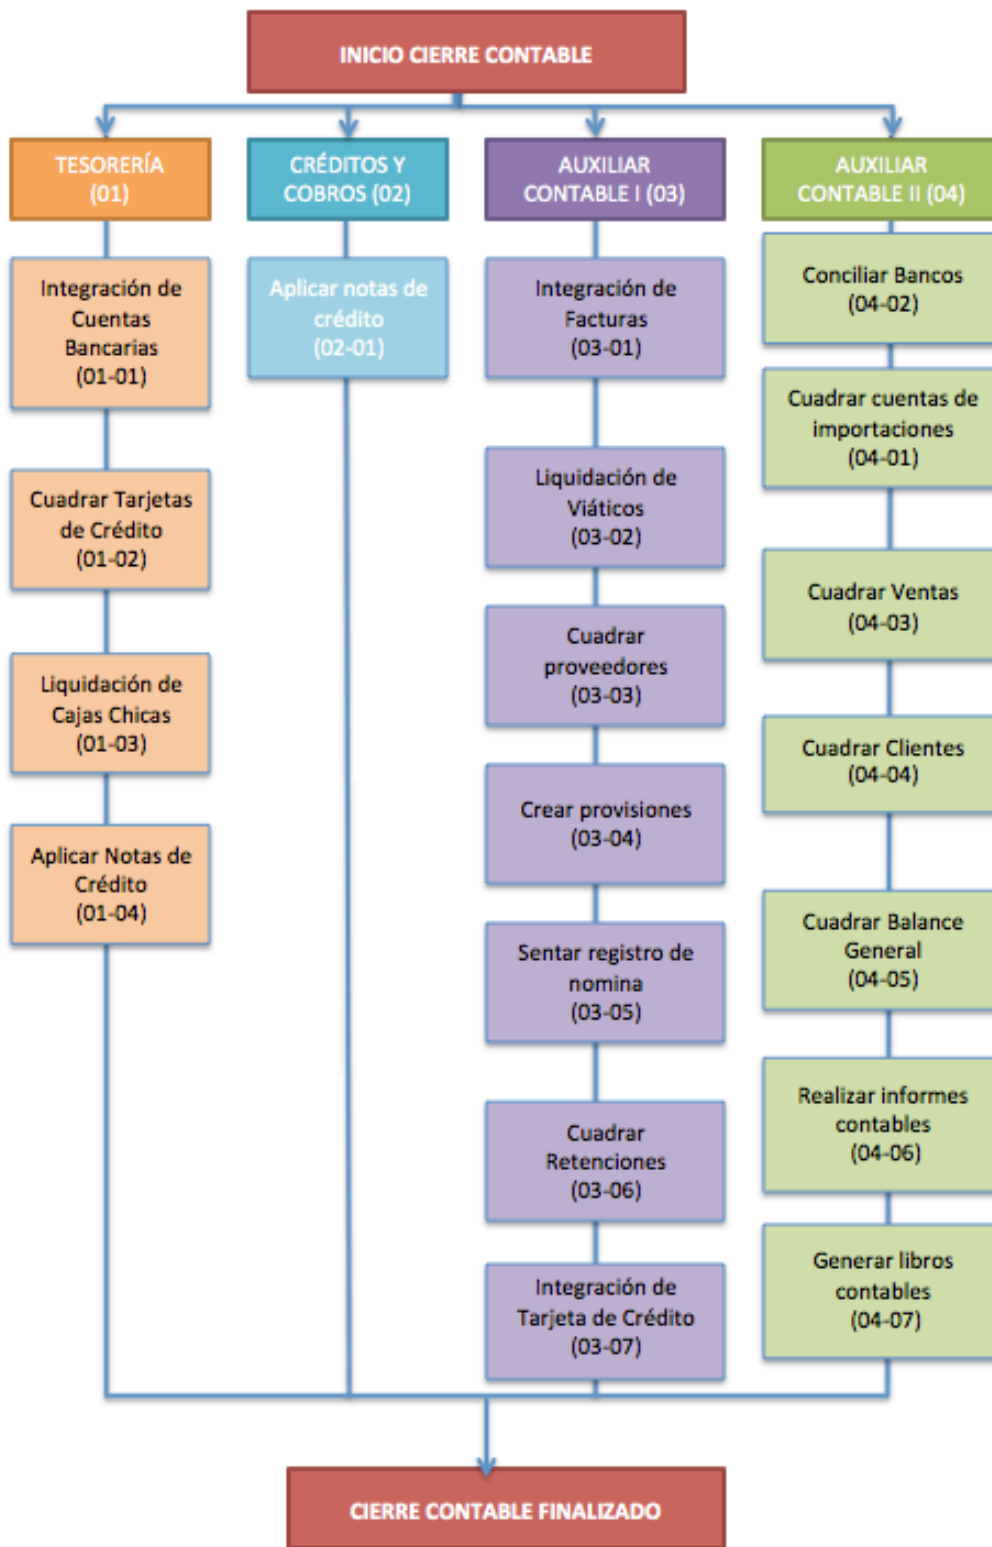 INICIO CIERRE CONTABLE
TESORERÍA
(01)
Integración de
Cuentas
Bancarias
(01-01)
Cuadrar Tarjetas
de Crédito
(01-02)
Liquidación de
Cajas Chicas
(01-03)
Aplicar Notas de
Crédito
(01-04)
CRÉDITOS Y
COBROS (02)
Aplicar notas de
crédito
(02-01)
AUXILIAR
CONTABLE I (03)
Integración de
Facturas
(03-01)
Liquidación de
Viáticos
(03-02)
Cuadrar
proveedores
(03-03)
Crear provisiones
(03-04)
Sentar registro de
nomina
(03-05)
Cuadrar
Retenciones
(03-06)
Integración de
Tarjeta de Crédito
(03-07)
AUXILIAR
CONTABLE II (04)
Conciliar Bancos
(04-02)
Cuadrar cuentas de
importaciones
(04-01)
Cuadrar Ventas
(04-03)
Cuadrar Clientes
(04-04)
Cuadrar Balance
General
(04-05)
Realizar informes
contables
(04-06)
Generar libros
contables
(04-07)
CIERRE CONTABLE FINALIZADO